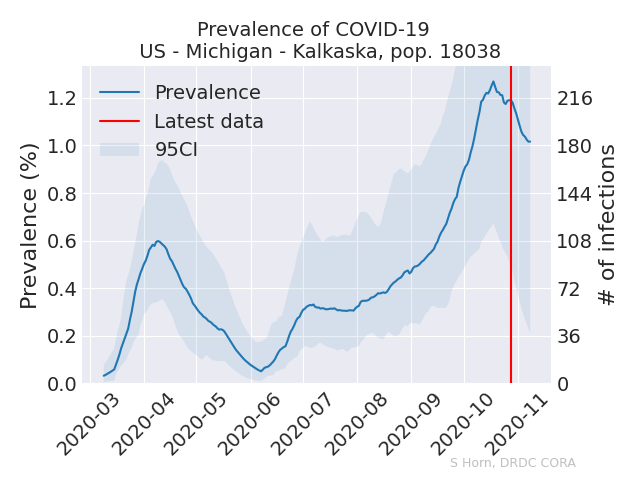 Prevalence of COVID-19
US - Michigan - Kalkaska, pop. 18038
Prevalence
Latest data
95CI
Prevalence (%)
1.2
1.0
0.8
0.6
0.4
0.2
0.0
216
180
144
108
72
36
0
# of infections
2020-03
2020-04
2020-05
2020-06
2020-07
2020-08
2020-09
2020-10
2020-11
S Horn, DRDC CORA